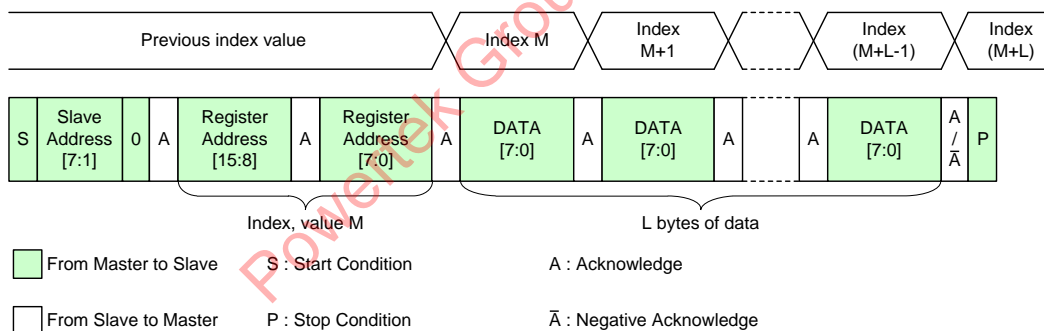 Previous index value
Index M
Index
M+1
Index
(M+L-1)
Index
(M+L)
S
Slave
Address
[7:1]
0
A
Register
Address
[15:8]
A
Register
Address
[7:0]
A
DATA
[7:0]
A
DATA
[7:0]
A
A
DATA
[7:0]
A
/
A̅
P
Index, value M
L bytes of data
From Master to Slave
S : Start Condition
A : Acknowledge
From Slave to Master
P : Stop Condition
A̅ : Negative Acknowledge
Powertek